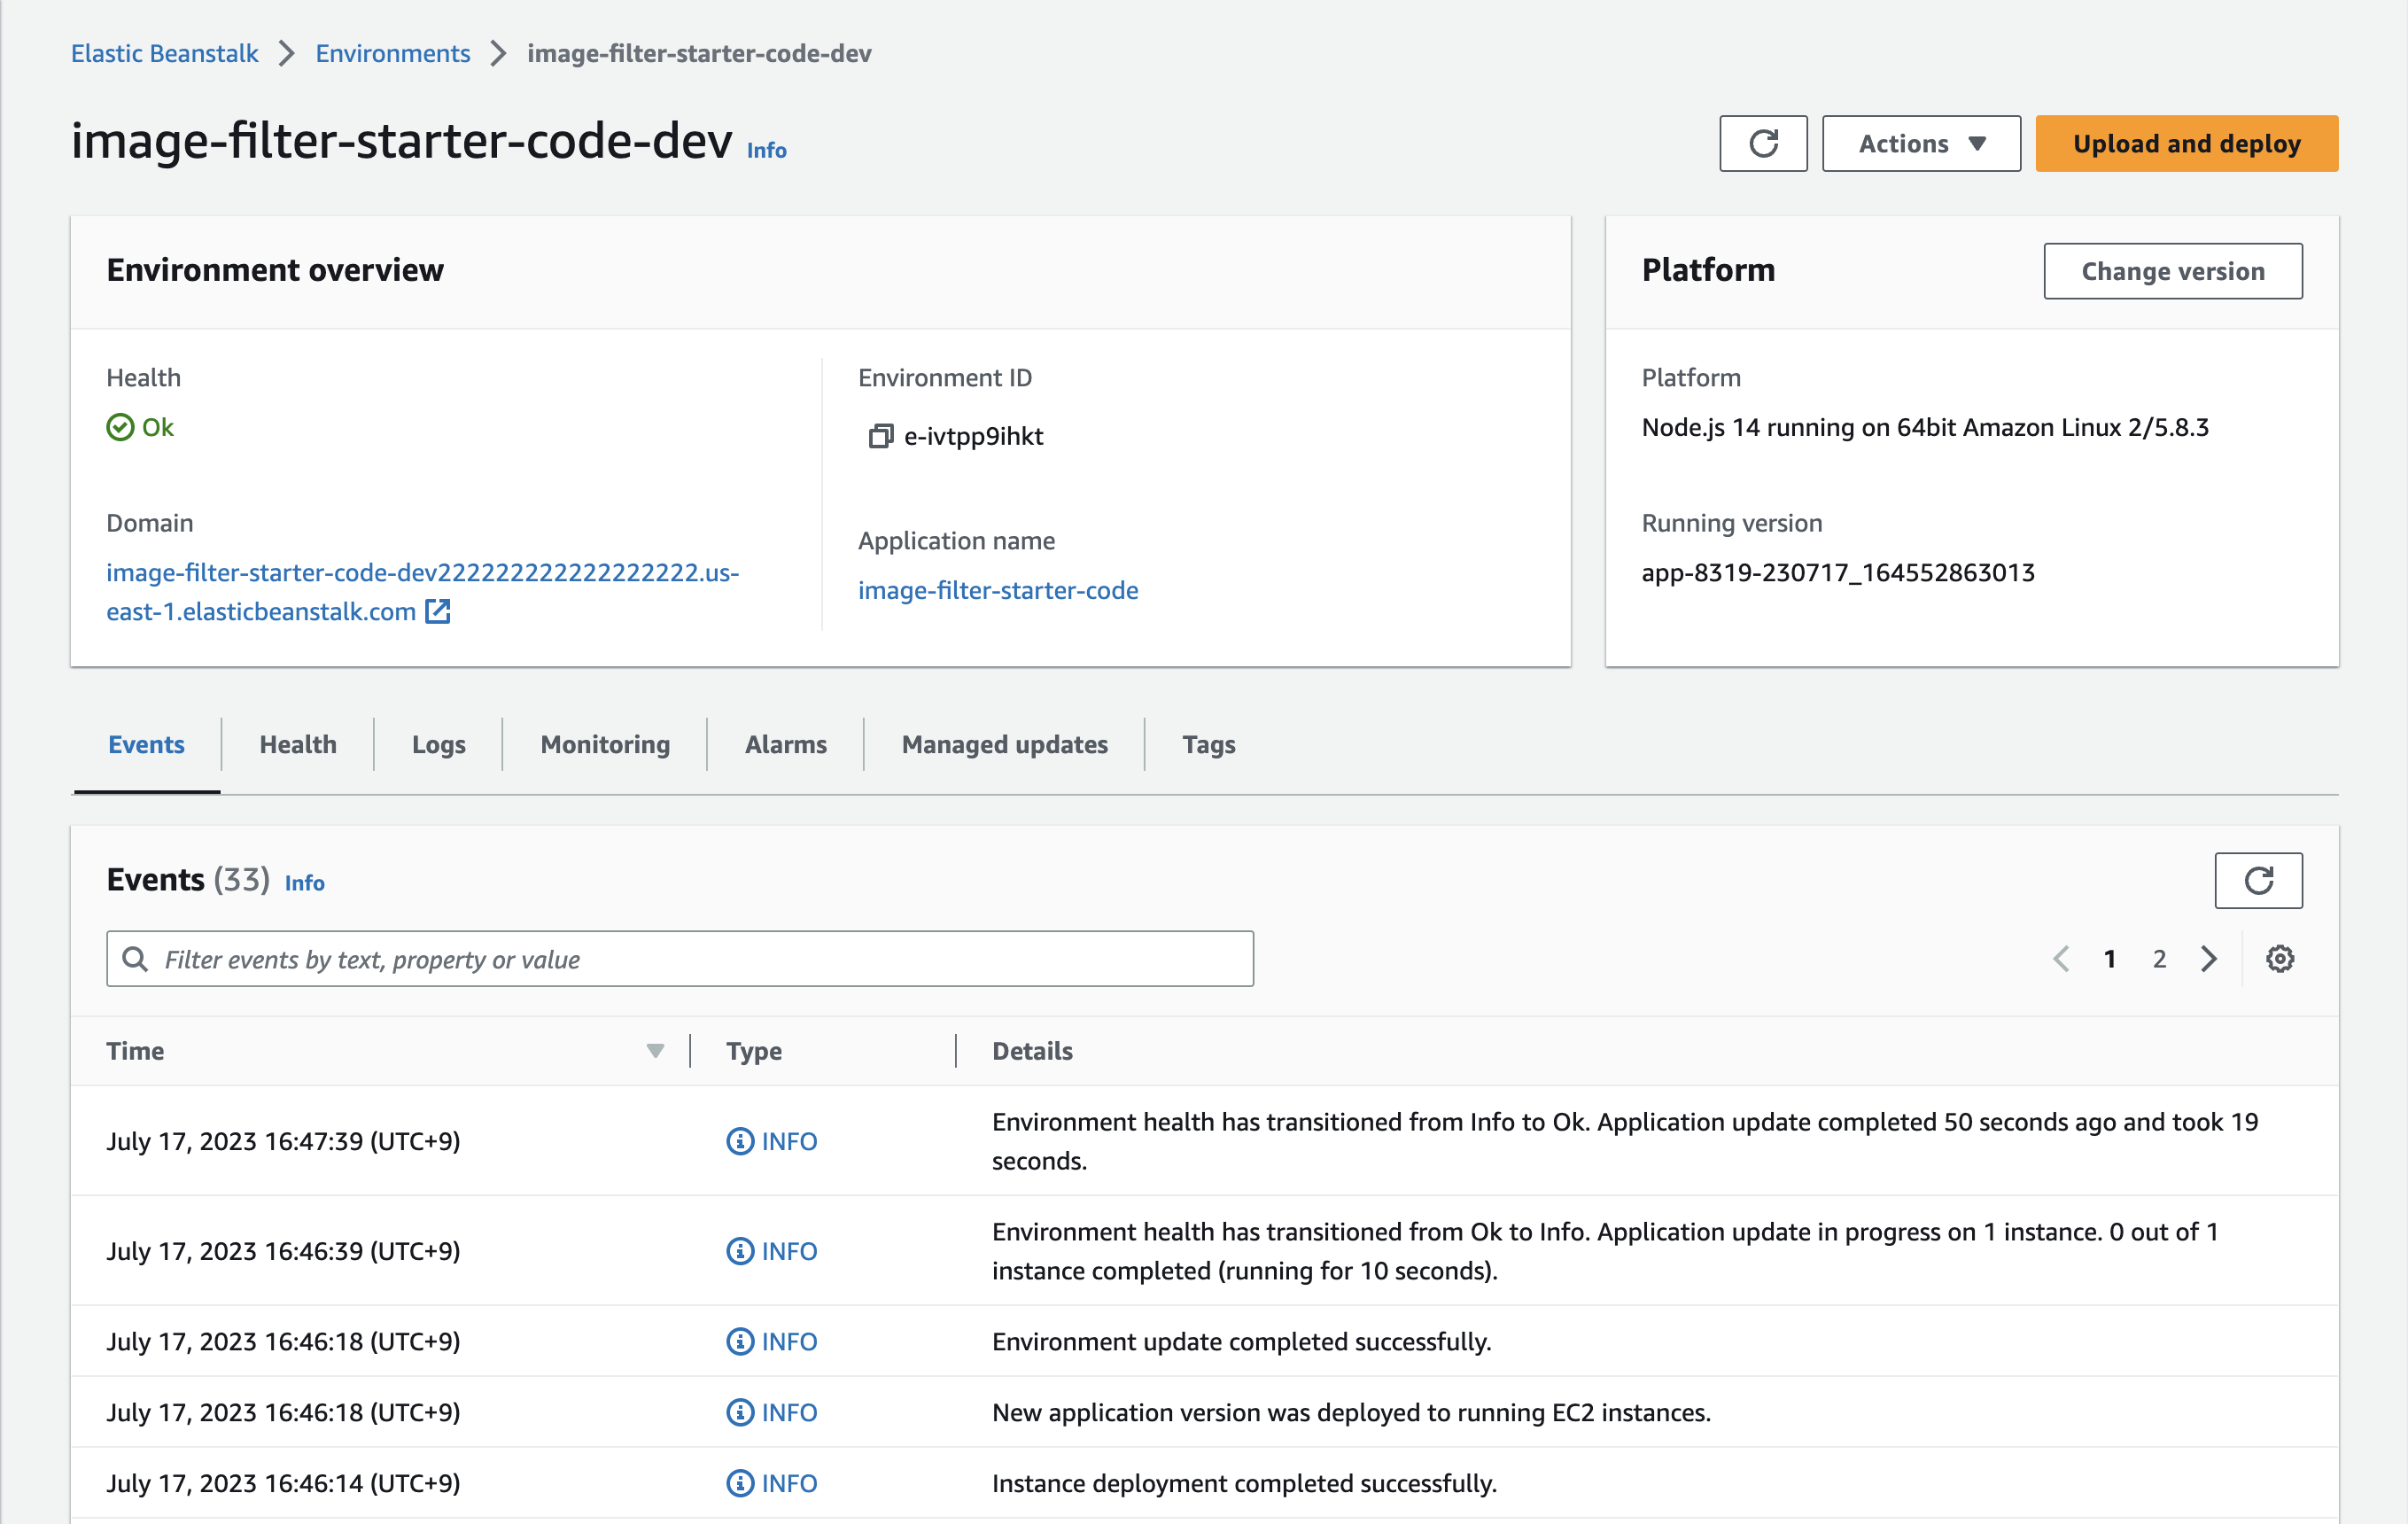 Elastic Beanstalk > Environments > image-filter-starter-code-dev
image-filter-starter-code-dev Info
Actions
Upload and deploy
Environment overview
Health
Ok
Domain
image-filter-starter-code-dev222222222222222222.us-
east-1.elasticbeanstalk.com
Environment ID
e-ivtpp9ihkt
Application name
image-filter-starter-code
Platform
Change version
Platform
Node.js 14 running on 64bit Amazon Linux 2/5.8.3
Running version
app-8319-230717_164552863013
Events
Health
Logs
Monitoring
Alarms
Managed updates
Tags
Events (33) Info
Filter events by text, property or value
1 2
Time Type Details
July 17, 2023 16:47:39 (UTC+9) INFO Environment health has transitioned from Info to Ok. Application update completed 50 seconds ago and took 19
seconds.
July 17, 2023 16:46:39 (UTC+9) INFO Environment health has transitioned from Ok to Info. Application update in progress on 1 instance. 0 out of 1
instance completed (running for 10 seconds).
July 17, 2023 16:46:18 (UTC+9) INFO Environment update completed successfully.
July 17, 2023 16:46:18 (UTC+9) INFO New application version was deployed to running EC2 instances.
July 17, 2023 16:46:14 (UTC+9) INFO Instance deployment completed successfully.